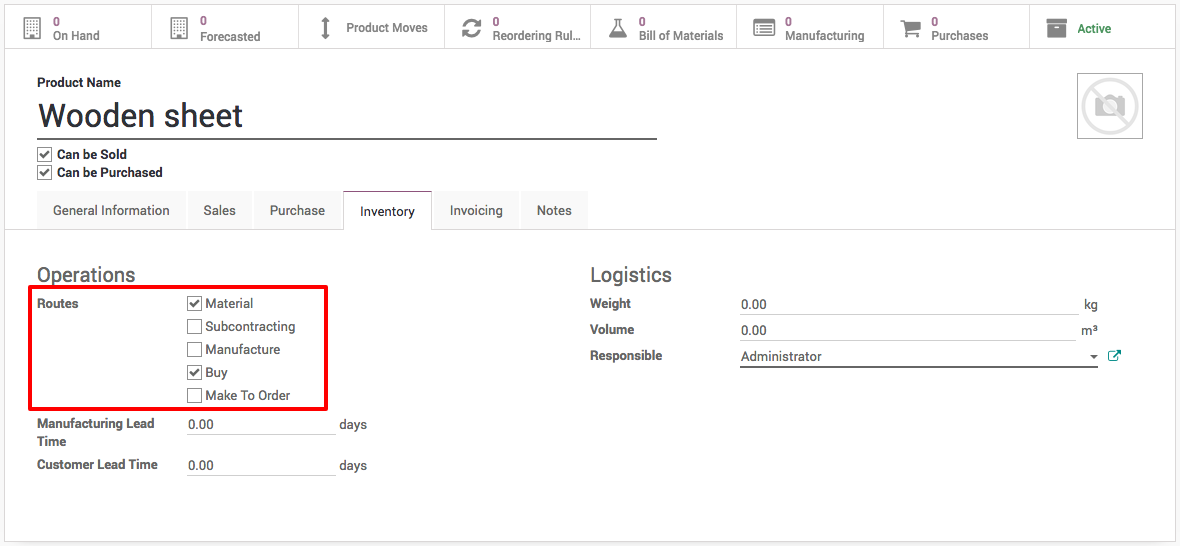 0
On Hand
0
Forecasted
Product Moves
0
Reordering Rul...
0
Bill of Materials
0
Manufacturing
0
Purchases
Active
Product Name
Wooden sheet
Can be Sold
Can be Purchased
General Information Sales Purchase Inventory Invoicing Notes
Operations
Routes Material
Subcontracting
Manufacture
Buy
Make To Order
Manufacturing Lead 0.00 days
Time
Customer Lead Time 0.00 days
Logistics
Weight 0.00 kg
Volume 0.00 m³
Responsible Administrator